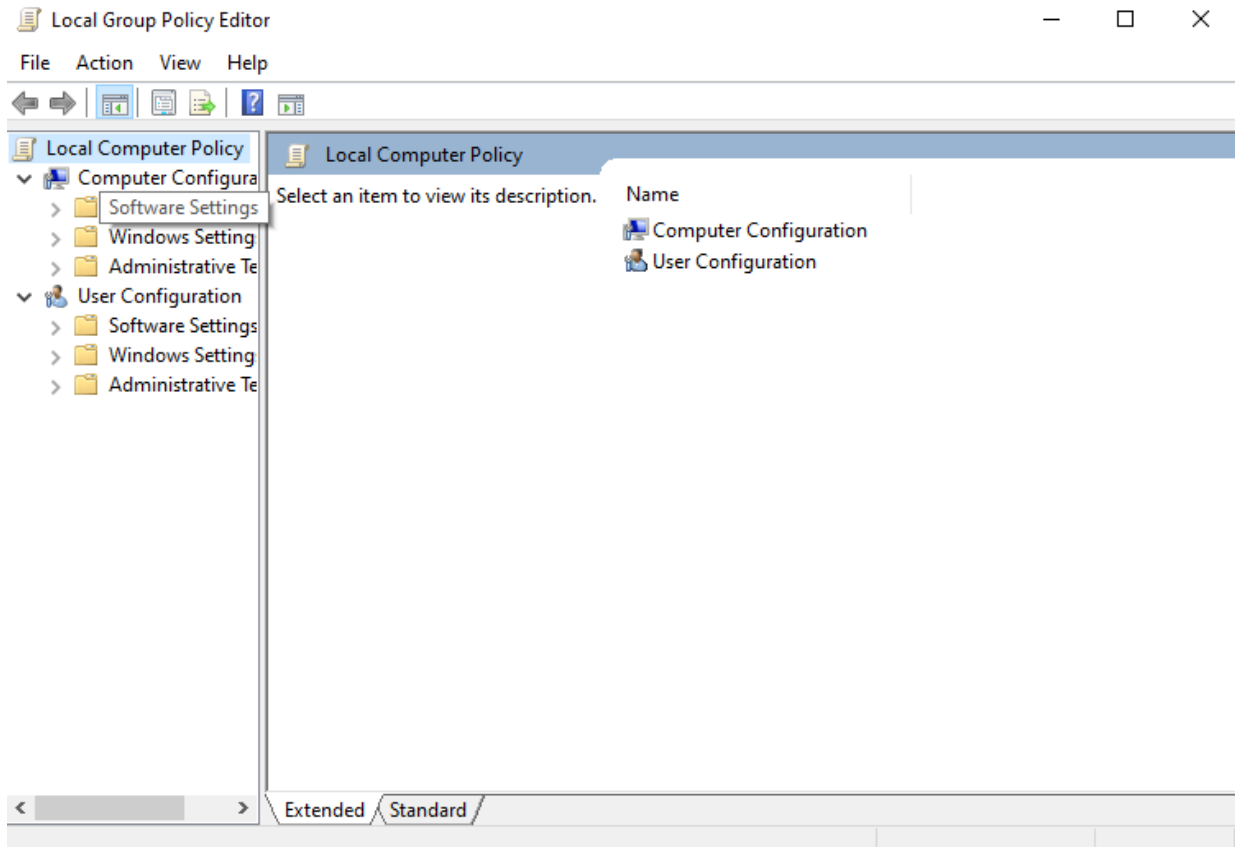 Local Group Policy Editor
File Action View Help
Local Computer Policy
Computer Configura
Software Settings
Windows Setting
Administrative Te
User Configuration
Software Settings
Windows Setting
Administrative Te
Local Computer Policy
Select an item to view its description.
Name
Computer Configuration
User Configuration
Extended Standard